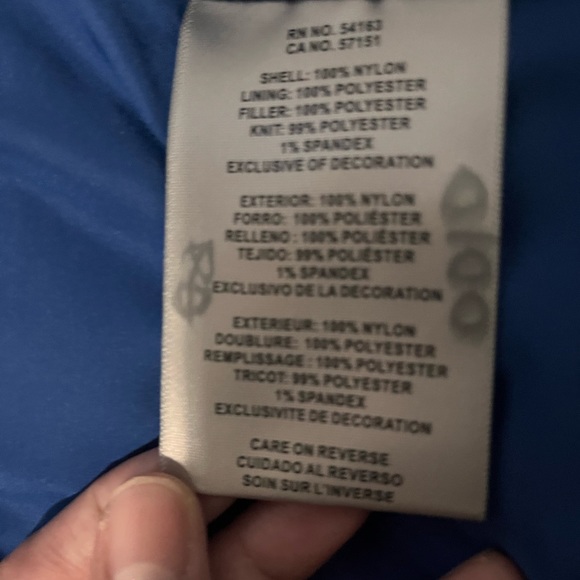 RN NO. 54163
CA NO. 57151
SHELL: 100% NYLON
LINING: 100% POLYESTER
FILLER: 100% POLYESTER
KNIT: 99% POLYESTER
1% SPANDEX
EXCLUSIVE OF DECORATION
EXTERIOR: 100% NYLON
FORRO: 100% POLIÉSTER
RELLENO : 100% POLIÉSTER
TEJIDO: 99% POLIÉSTER
1% SPANDEX
EXCLUSIVO DE LA DECORATION
EXTERIEUR: 100% NYLON
DOUBLURE: 100% POLYESTER
REMPLISSAGE : 100% POLYESTER
TRICOT: 99% POLYESTER
1% SPANDEX
EXCLUSIVITE DE DECORATION
CARE ON REVERSE
CUIDADO AL REVERSO
SOIN SUR L'INVERSE